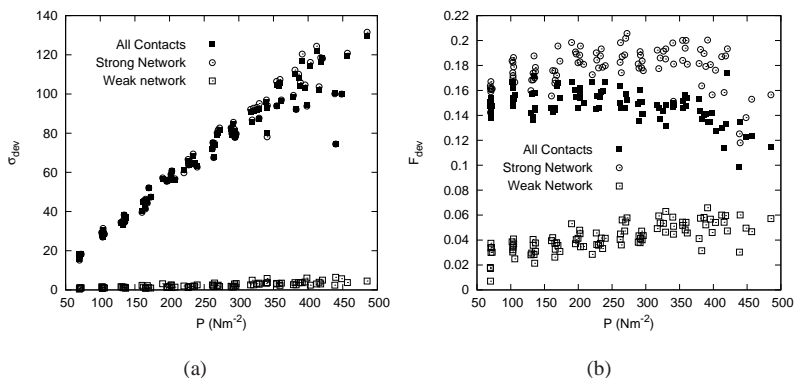 140
120
100
80
60
40
20
0
σdev
50 100 150 200 250 300 350 400 450 500
P (Nm-2)
All Contacts
Strong Network
Weak network
(a)
0.22
0.2
0.18
0.16
0.14
0.12
0.1
0.08
0.06
0.04
0.02
0
Fdev
50 100 150 200 250 300 350 400 450 500
P (Nm-2)
All Contacts
Strong Network
Weak Network
(b)